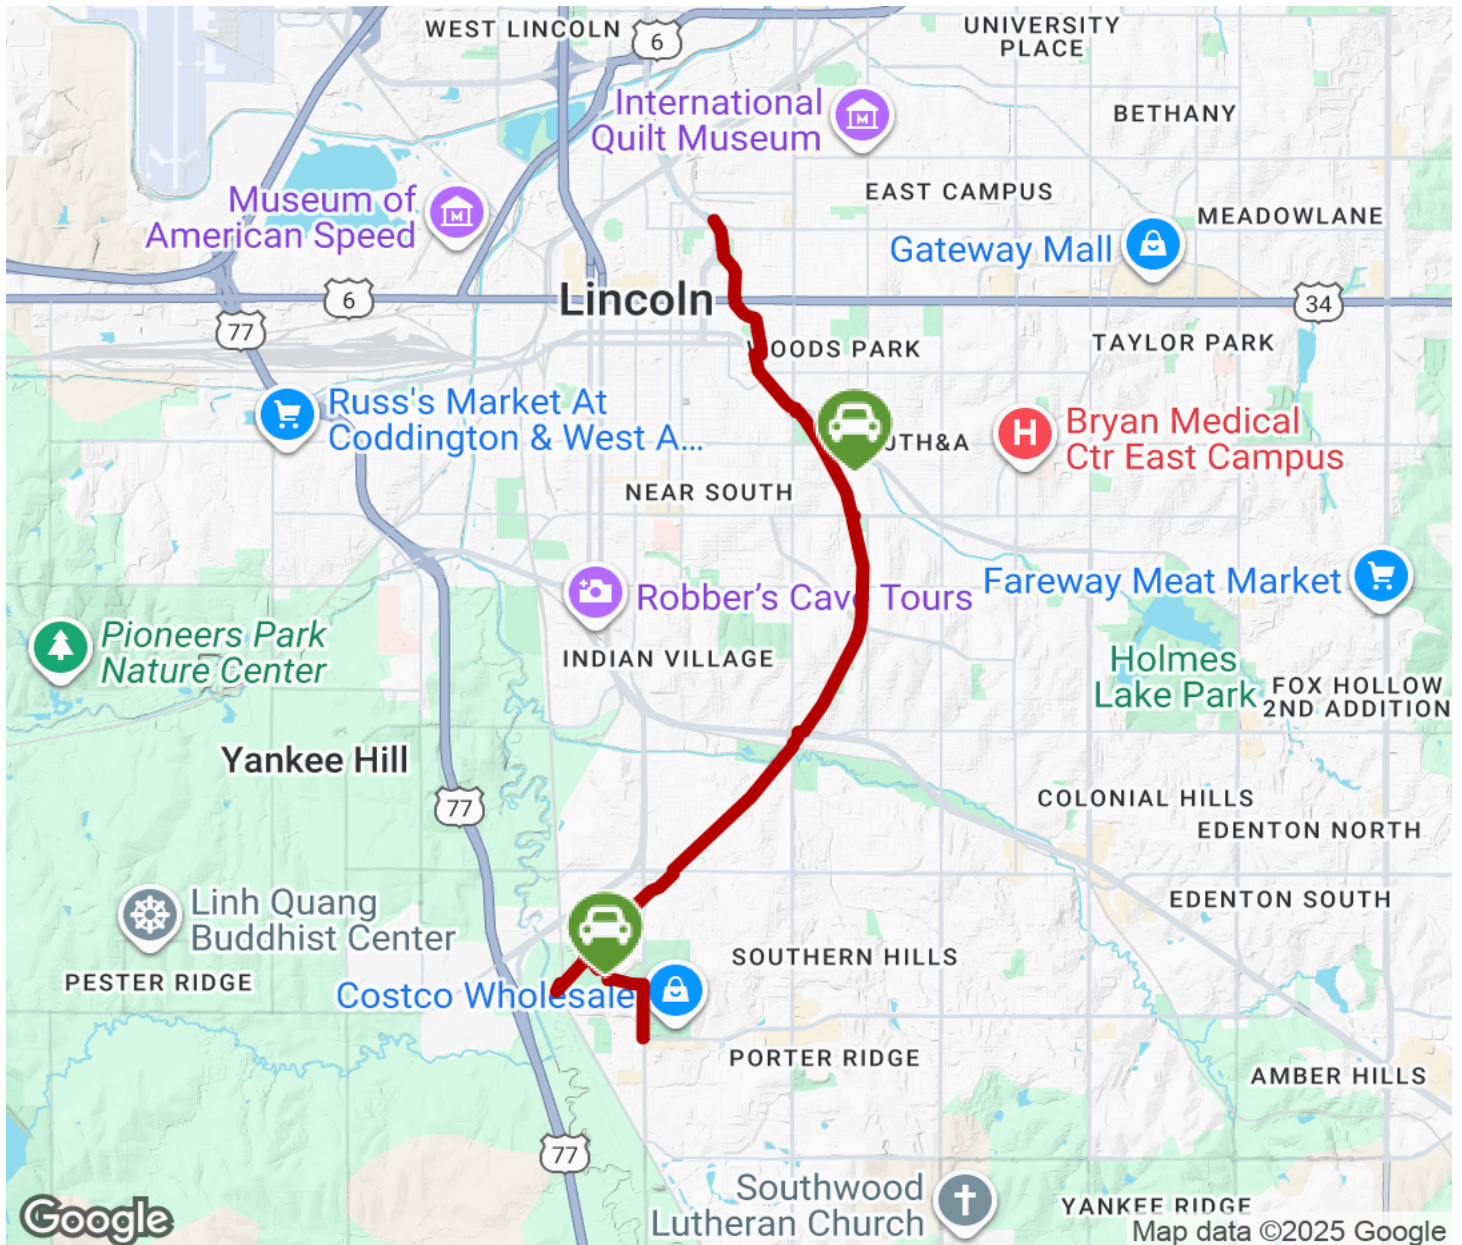 WEST LINCOLN
6
UNIVERSITY
PLACE
International
Quilt Museum
M
BETHANY
Museum of
American Speed
M
EAST CAMPUS
MEADOWLANE
Gateway Mall
6
Lincoln
34
77
WOODS PARK
TAYLOR PARK
Russ's Market At
Coddington & West A...
H
Bryan Medical
Ctr East Campus
UTH&A
NEAR SOUTH
Robber's Cave Tours
Fareway Meat Market
Pioneers Park
Nature Center
INDIAN VILLAGE
Holmes
Lake Park
FOX HOLLOW
2ND ADDITION
Yankee Hill
77
COLONIAL HILLS
EDENTON NORTH
Linh Quang
Buddhist Center
EDENTON SOUTH
SOUTHERN HILLS
PESTER RIDGE
Costco Wholesale
PORTER RIDGE
AMBER HILLS
77
Southwood
Lutheran Church
YANKEE RIDGE
Google
Map data ©2025 Google